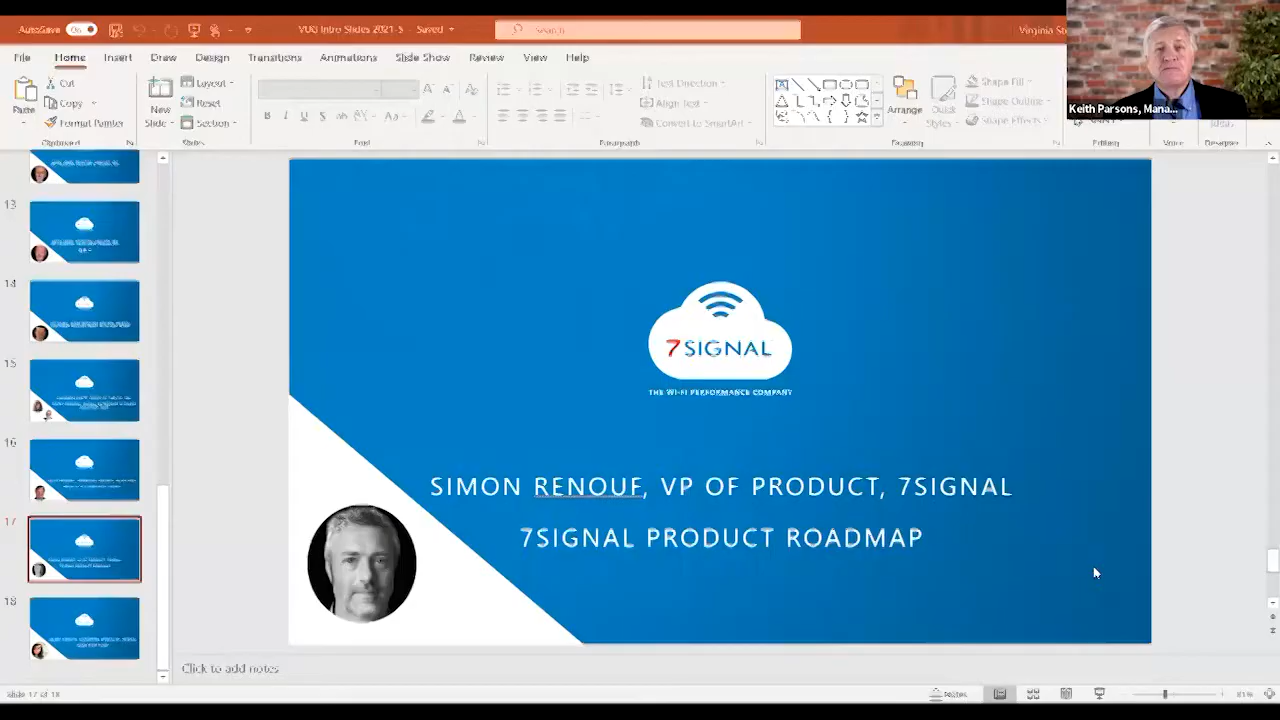 AutoSave On VUG Intro Slides 2021-5 - Saved Search
File Home Insert Draw Design Transitions Animations Slide Show Review View Help
Paste Cut Copy Format Painter
New Slide Layout Reset Section
Text Direction Align Text Convert to SmartArt
Arrange Quick Styles Shape Fill Shape Outline Shape Effects
Clipboard Slides Font Paragraph Drawing Editing Voice Designer
Keith Parsons, Mana...
13
14
15
16
17
18
7SIGNAL
THE WI-FI PERFORMANCE COMPANY
SIMON RENOUF, VP OF PRODUCT, 7SIGNAL
7SIGNAL PRODUCT ROADMAP
Click to add notes
Slide 17 of 18 Notes 81%